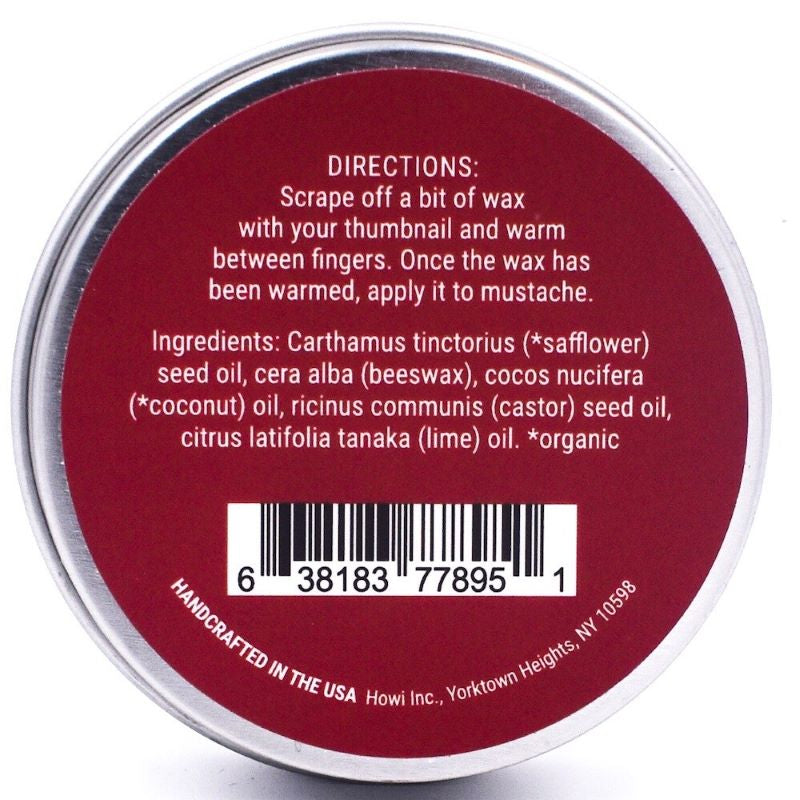 DIRECTIONS:
Scrape off a bit of wax
with your thumbnail and warm
between fingers. Once the wax has
been warmed, apply it to mustache.
Ingredients: Carthamus tinctorius (*safflower)
seed oil, cera alba (beeswax), cocos nucifera
(*coconut) oil, ricinus communis (castor) seed oil,
citrus latifolia tanaka (lime) oil. *organic
6 38183 77895 1
HANDCRAFTED IN THE USA Howi Inc., Yorktown Heights, NY 10598